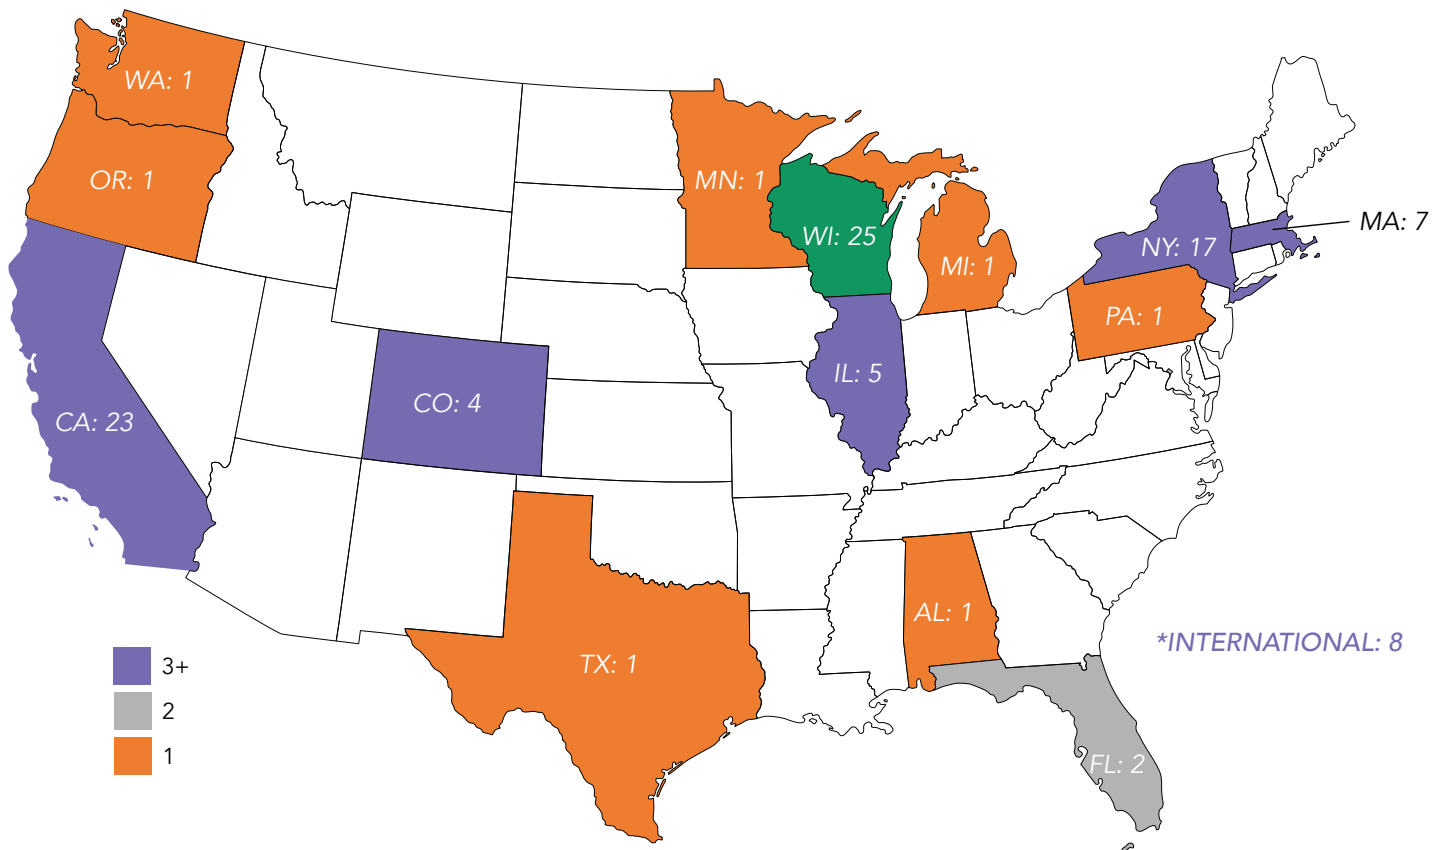 WA: 1
OR: 1
MN: 1
WI: 25
MI: 1
NY: 17
MA: 7
PA: 1
IL: 5
CO: 4
CA: 23
AL: 1
TX: 1
*INTERNATIONAL: 8
FL: 2
3+
2
1